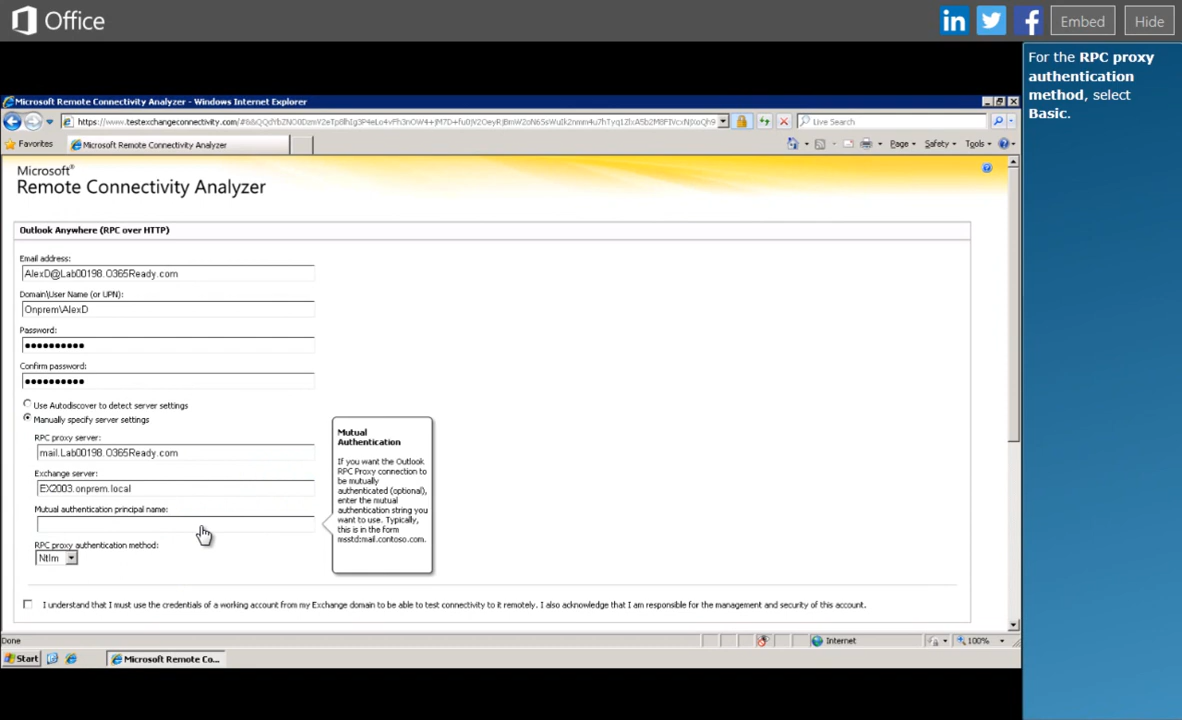 Office
Embed
Hide
For the RPC proxy
authentication
method, select
Basic.
Microsoft Remote Connectivity Analyzer - Windows Internet Explorer
Live Search
Favorites
Microsoft Remote Connectivity Analyzer
Page
Safety
Tools
Microsoft®
Remote Connectivity Analyzer
Outlook Anywhere (RPC over HTTP)
Email address:
AlexD@Lab00198.O365Ready.com
Domain\User Name (or UPN):
Onprem\AlexD
Password:
Confirm password:
Use Autodiscover to detect server settings
Manually specify server settings
RPC proxy server:
mail.Lab00198.O365Ready.com
Exchange server:
EX2003.onprem.local
Mutual authentication principal name:
RPC proxy authentication method:
Ntlm
Mutual
Authentication
If you want the Outlook
RPC Proxy connection to
be mutually
authenticated (optional),
enter the mutual
authentication string you
want to use. Typically,
this is in the form
msstd:mail.contoso.com.
I understand that I must use the credentials of a working account from my Exchange domain to be able to test connectivity to it remotely. I also acknowledge that I am responsible for the management and security of this account.
Done
Internet
100%
Start
Microsoft Remote Co...